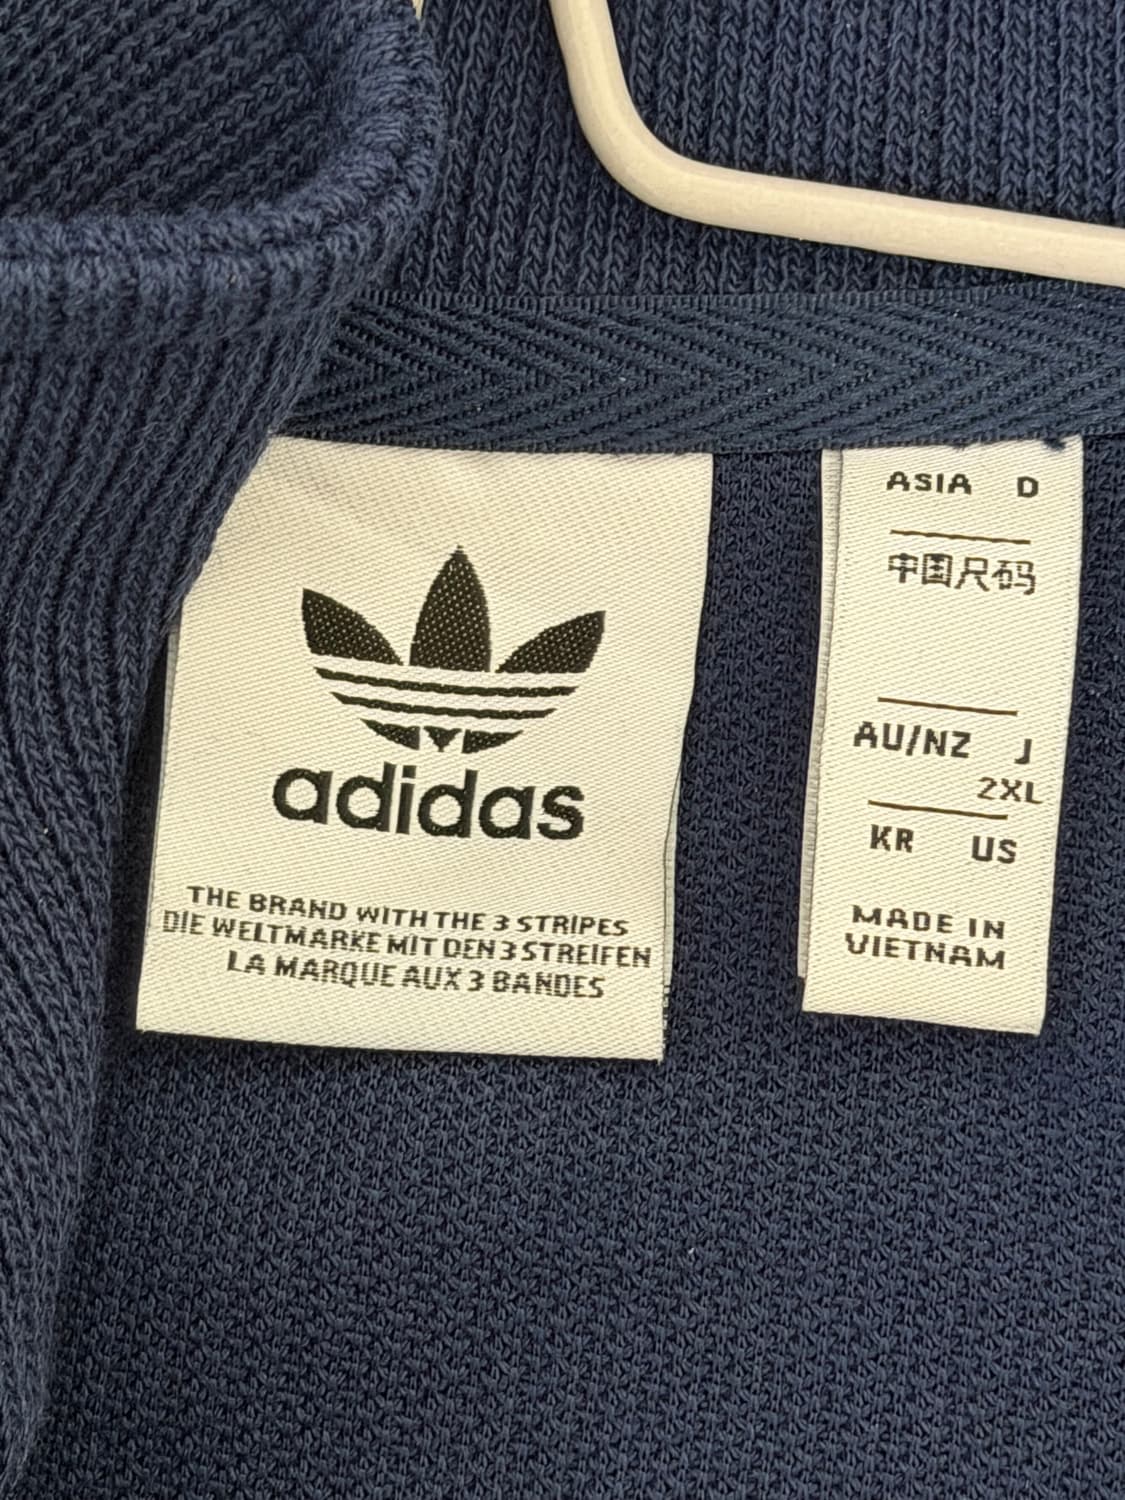 adidas
THE BRAND WITH THE 3 STRIPES
DIE WELTMARKE MIT DEN 3 STREIFEN
LA MARQUE AUX 3 BANDES
ASIA D
中国尺码
AU/NZ J
2XL
KR US
MADE IN
VIETNAM